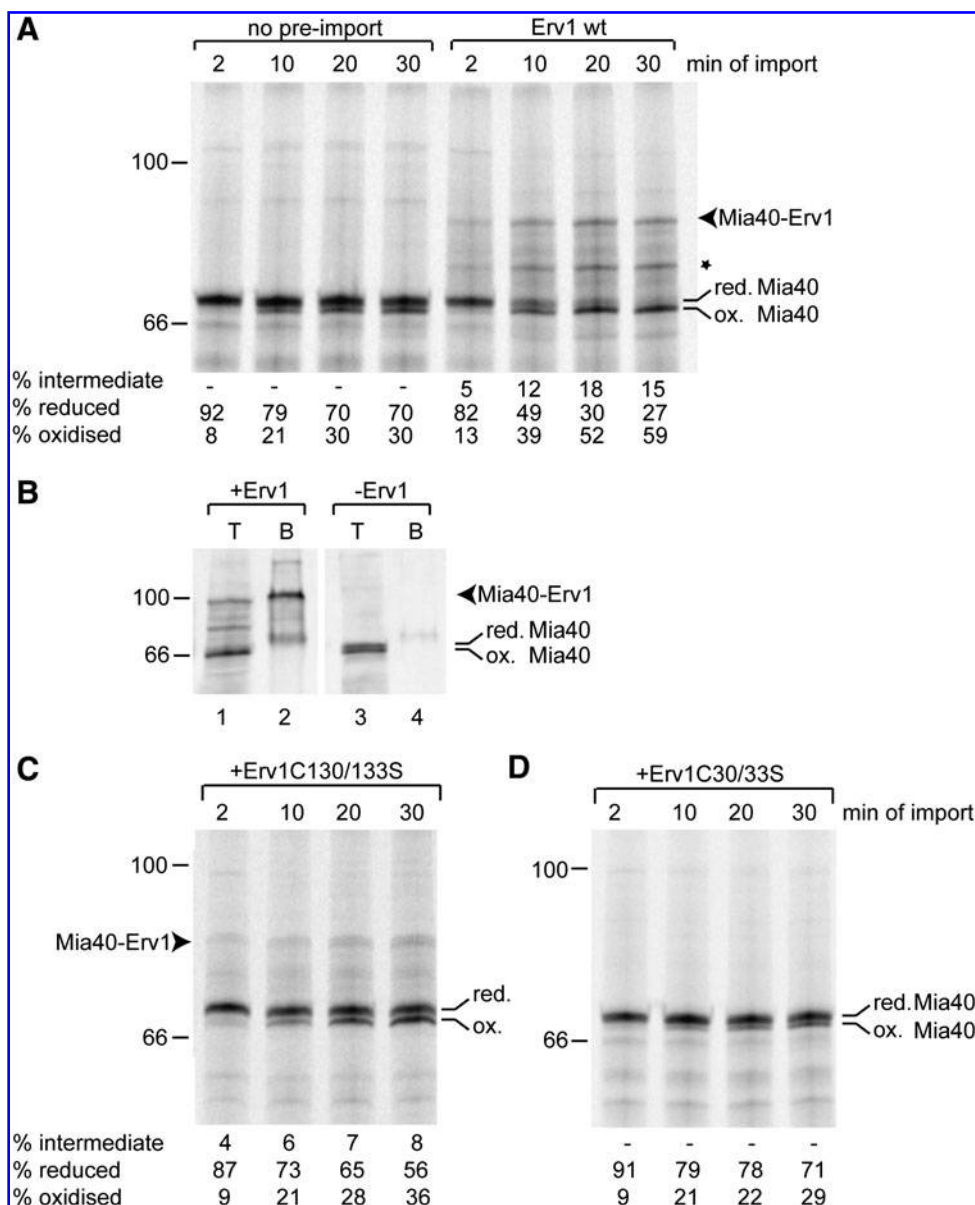 A
no pre-import Erv1 wt
2 10 20 30 2 10 20 30 min of import
100
Mia40-Erv1
*
red. Mia40
ox. Mia40
66
% intermediate - - - - 5 12 18 15
% reduced 92 79 70 70 82 49 30 27
% oxidised 8 21 30 30 13 39 52 59
B
+Erv1 -Erv1
T B T B
100
Mia40-Erv1
red. Mia40
ox. Mia40
66
1 2 3 4
C
+Erv1C130/133S
2 10 20 30
100
Mia40-Erv1
red.
ox.
66
% intermediate 4 6 7 8
% reduced 87 73 65 56
% oxidised 9 21 28 36
D
+Erv1C30/33S
2 10 20 30 min of import
100
red. Mia40
ox. Mia40
66
- - - -
91 79 78 71
9 21 22 29